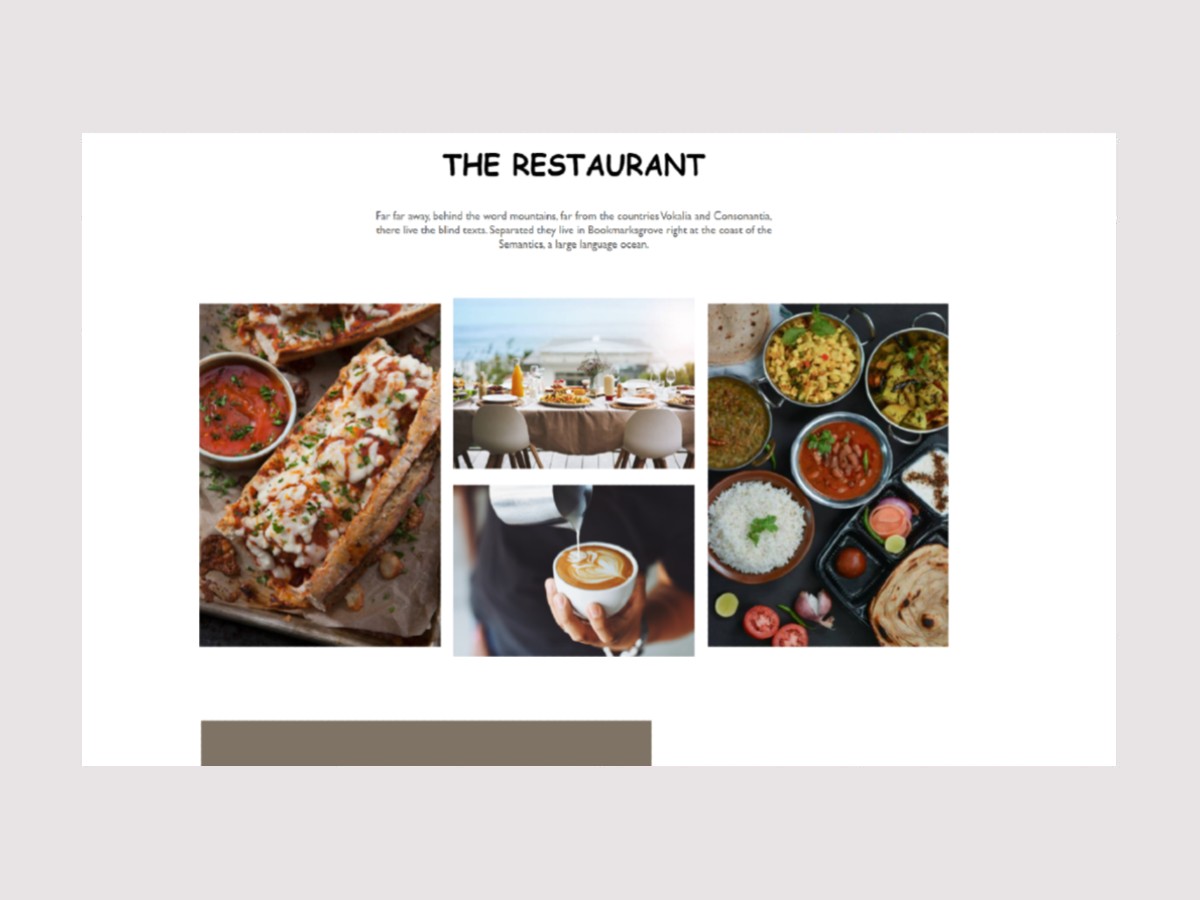 THE RESTAURANT
Far far away, behind the word mountains, far from the countries Vokalia and Consonantia,
there live the blind texts. Separated they live in Bookmarksgrove right at the coast of the
Semantics, a large language ocean.